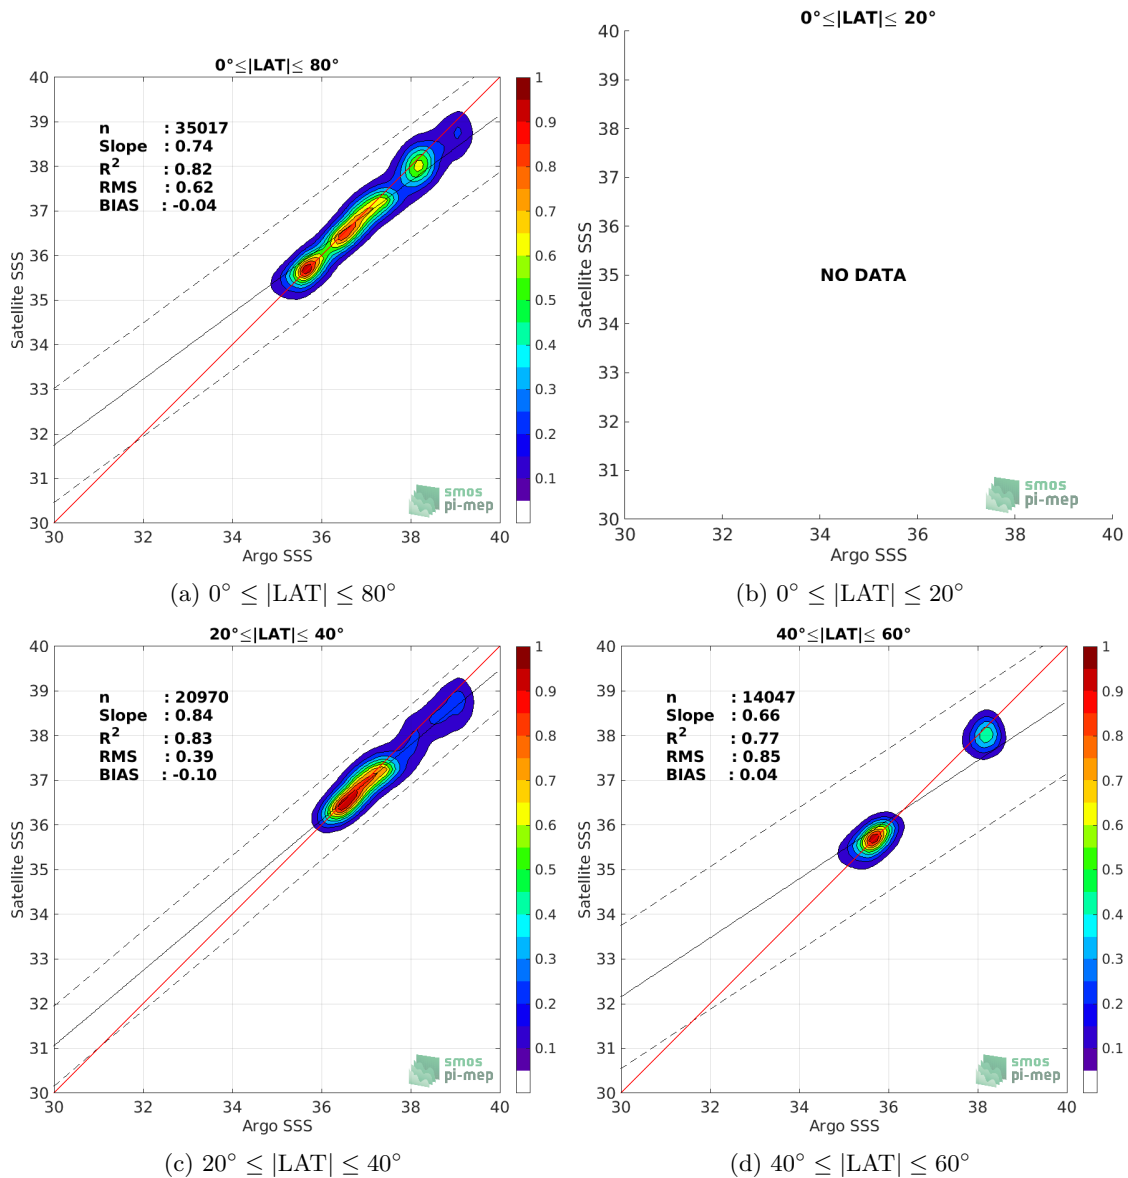 0°≤|LAT|≤ 80°
n : 35017
Slope : 0.74
R2 : 0.82
RMS : 0.62
BIAS : -0.04
Satellite SSS
40
39
38
37
36
35
34
33
32
31
30
30 32 34 36 38 40
Argo SSS
1
0.9
0.8
0.7
0.6
0.5
0.4
0.3
0.2
0.1
smos
pi-mep
(a) 0° ≤ |LAT| ≤ 80°
0°≤|LAT|≤ 20°
NO DATA
Satellite SSS
40
39
38
37
36
35
34
33
32
31
30
30 32 34 36 38 40
Argo SSS
smos
pi-mep
(b) 0° ≤ |LAT| ≤ 20°
20°≤|LAT|≤ 40°
n : 20970
Slope : 0.84
R2 : 0.83
RMS : 0.39
BIAS : -0.10
Satellite SSS
40
39
38
37
36
35
34
33
32
31
30
30 32 34 36 38 40
Argo SSS
1
0.9
0.8
0.7
0.6
0.5
0.4
0.3
0.2
0.1
smos
pi-mep
(c) 20° ≤ |LAT| ≤ 40°
40°≤|LAT|≤ 60°
n : 14047
Slope : 0.66
R2 : 0.77
RMS : 0.85
BIAS : 0.04
Satellite SSS
40
39
38
37
36
35
34
33
32
31
30
30 32 34 36 38 40
Argo SSS
1
0.9
0.8
0.7
0.6
0.5
0.4
0.3
0.2
0.1
smos
pi-mep
(d) 40° ≤ |LAT| ≤ 60°